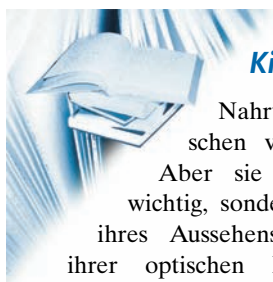 Ki
Nahr
schen v
Aber sie
wichtig, sonde
ihres Aussehens
ihrer optischen